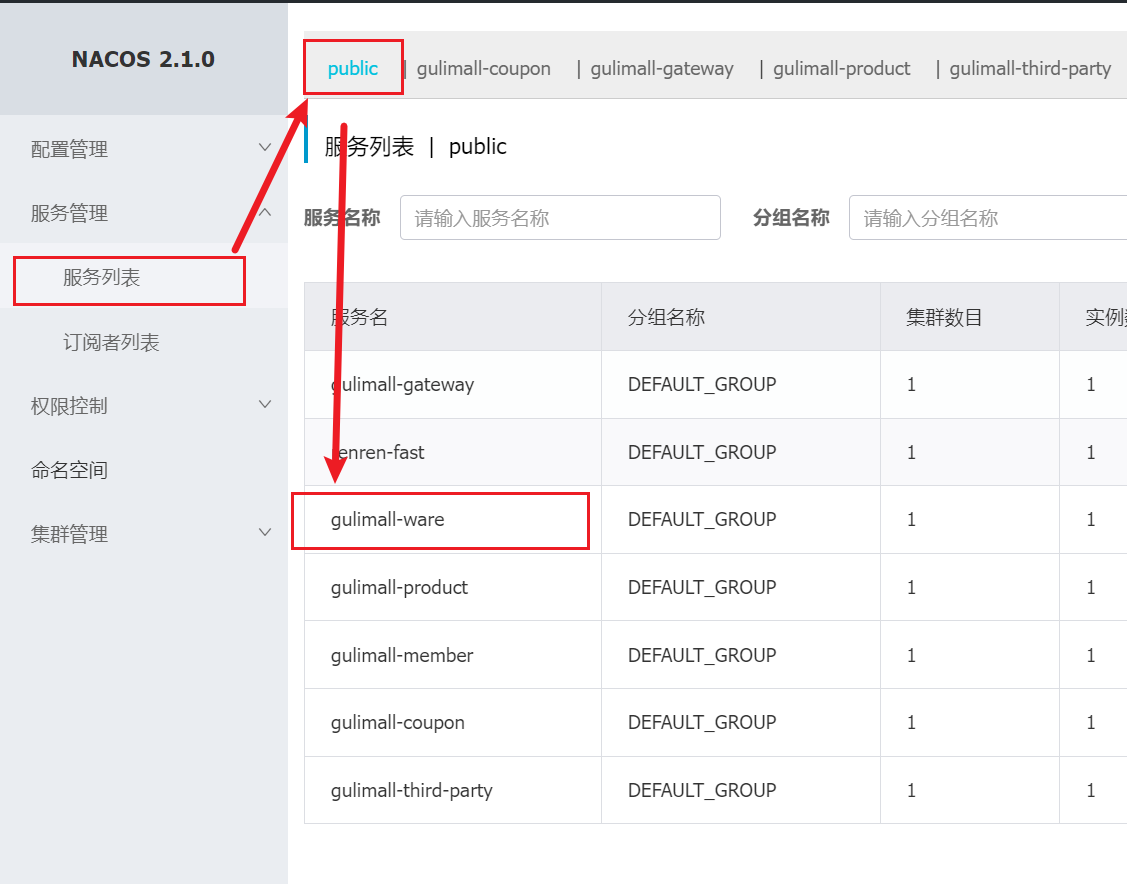 NACOS 2.1.0
配置管理
服务管理
服务列表
订阅者列表
权限控制
命名空间
集群管理
public | gulimall-coupon | gulimall-gateway | gulimall-product | gulimall-third-party
服务列表 | public
服务名称 请输入服务名称 分组名称 请输入分组名称
服务名 分组名称 集群数目 实例
gulimall-gateway DEFAULT_GROUP 1 1
renren-fast DEFAULT_GROUP 1 1
gulimall-ware DEFAULT_GROUP 1 1
gulimall-product DEFAULT_GROUP 1 1
gulimall-member DEFAULT_GROUP 1 1
gulimall-coupon DEFAULT_GROUP 1 1
gulimall-third-party DEFAULT_GROUP 1 1